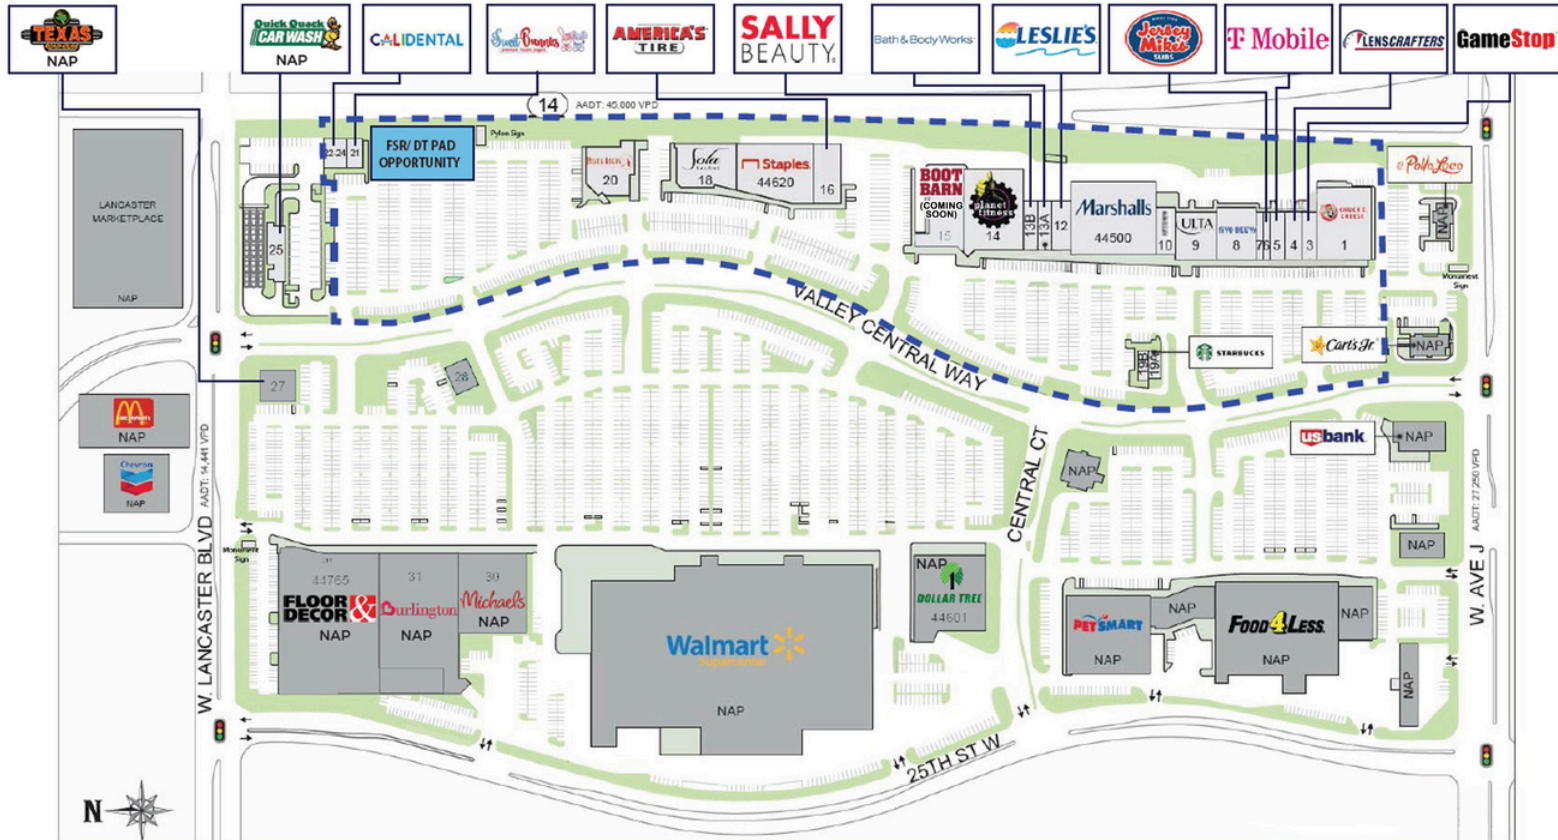 TEXAS
ROADHOUSE
NAP
Quick Quack
CAR WASH
NAP
CALIDENTAL
Sweet Bunnies
AMERICA'S
TIRE
SALLY
BEAUTY
Bath & Body Works
LESLIE'S
Jersey
Mike's
SUBS
T Mobile
LENSCRAFTERS
GameStop
14
AADT: 45,000 VPD
Pylon Sign
FSR/ DT PAD
OPPORTUNITY
22-24
21
LANCASTER
MARKETPLACE
NAP
25
20
Sola
18
Staples
44620
16
BOOT
BARN
(COMING
SOON)
15
planet
fitness
14
13B
13A
12
Marshalls
44500
10
ULTA
9
8
7
6
5
4
3
CHUCK E.
CHEESE
1
el Pollo Loco
NAP
Monument
Sign
VALLEY CENTRAL WAY
19B
19A
STARBUCKS
Carl's Jr.
NAP
27
28
McDonald's
NAP
Chevron
NAP
AADT: 14,441 VPD
W. LANCASTER BLVD
CENTRAL CT
NAP
usbank
NAP
AADT: 27,250 VPD
W. AVE J
NAP
Monument
Sign
44765
FLOOR &
DECOR
NAP
31
Burlington
NAP
30
Michaels
NAP
Walmart
Supercenter
NAP
NAP
DOLLAR TREE
44601
PETSMART
NAP
NAP
FOOD 4 LESS
NAP
NAP
NAP
25TH ST W
N